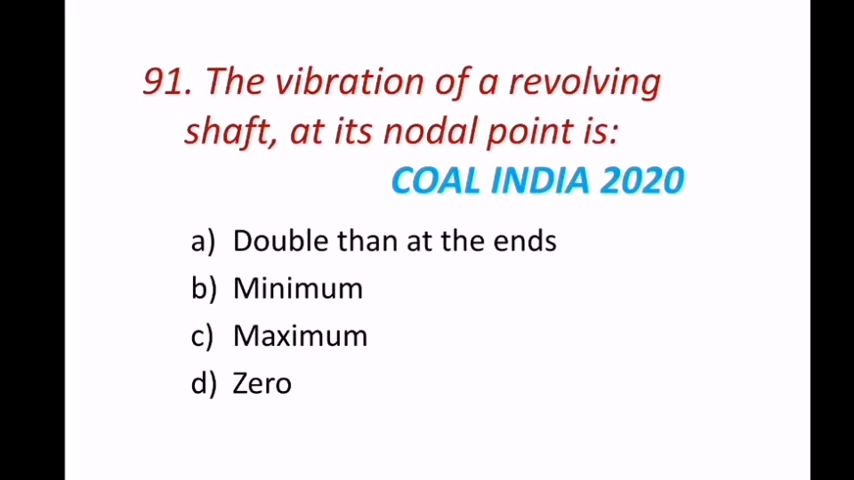 91. The vibration of a revolving
shaft, at its nodal point is:
COAL INDIA 2020
a) Double than at the ends
b) Minimum
c) Maximum
d) Zero